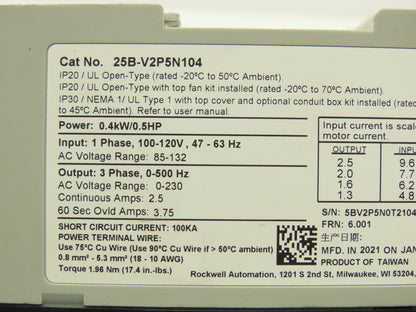 Cat No. 25B-V2P5N104
IP20 / UL Open-Type (rated -20°C to 50°C Ambient).
IP20 / UL Open-Type with top fan kit installed (rated -20°C to 70°C Ambient).
IP30 / NEMA 1/ UL Type 1 with top cover and optional conduit box kit installed (rated
to 45°C Ambient). Refer to user manual.
Power: 0.4kW/0.5HP
Input: 1 Phase, 100-120V, 47 - 63 Hz
AC Voltage Range: 85-132
Output: 3 Phase, 0-500 Hz
AC Voltage Range: 0-230
Continuous Amps: 2.5
60 Sec Ovld Amps: 3.75
SHORT CIRCUIT CURRENT: 100KA
POWER TERMINAL WIRE:
Use 75°C Cu Wire (Use 90°C Cu Wire if > 50°C ambient)
0.8 mm² - 5.3 mm² (18 - 10 AWG)
Torque 1.96 Nm (17.4 in.-lbs.)
Input current is scal
motor current.
OUTPUT INPU
2.5 9.6
2.0 7.7
1.6 6.2
1.3 4.8
S/N: 5BV2P5N0T2104
FRN: 6.001
生产日期:
MFD. IN 2021 ON JAN
PRODUCT OF TAIWAN
Rockwell Automation, 1201 S 2nd St, Milwaukee, WI 53204,